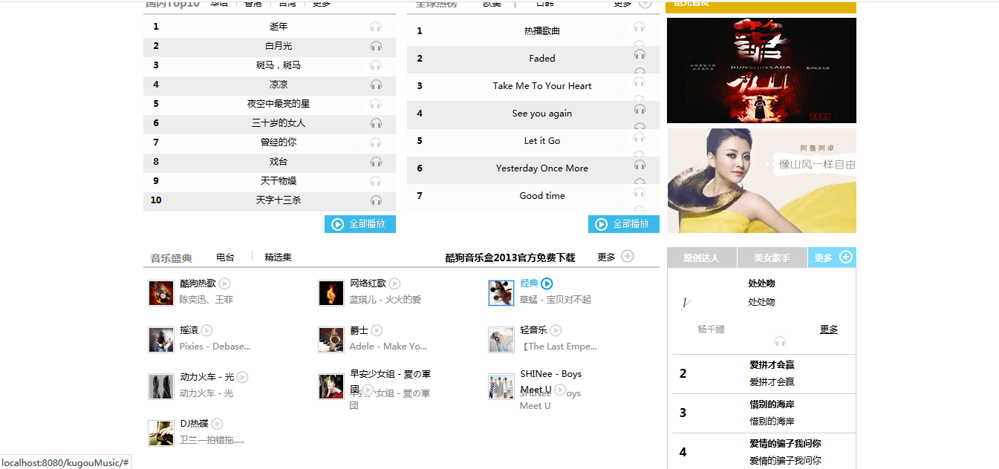 国内Top10 华语 香港 台湾 更多
1 逝年
2 白月光
3 斑马，斑马
4 凉凉
5 夜空中最亮的星
6 三十岁的女人
7 曾经的你
8 戏台
9 天干物燥
10 天字十三杀
全部播放
全球热榜 欧美 日韩 更多
1 热播歌曲
2 Faded
3 Take Me To Your Heart
4 See you again
5 Let it Go
6 Yesterday Once More
7 Good time
全部播放
抢先首发
BUNSHINSABA
阿鲁阿卓
像山风一样自由
音乐盛典 电台 精选集 酷狗音乐盒2013官方免费下载 更多
酷狗热歌
陈奕迅、王菲
网络红歌
蓝琪儿 - 火火的爱
经典
草蜢 - 宝贝对不起
摇滚
Pixies - Debase...
爵士
Adele - Make Yo...
轻音乐
【The Last Empe...
动力火车 - 光
动力火车 - 光
早安少女组 - 愛の軍
団
早安少女组 - 愛の軍
団
SHINee - Boys
Meet U
SHINee - Boys
Meet U
DJ热碟
卫兰—拍错拖.....
原创达人 美女歌手 更多
处处吻
处处吻
杨千嬅 更多
2 爱拼才会赢
爱拼才会赢
3 惜别的海岸
惜别的海岸
4 爱情的骗子我问你
爱情的骗子我问你
localhost:8080/kugouMusic/#